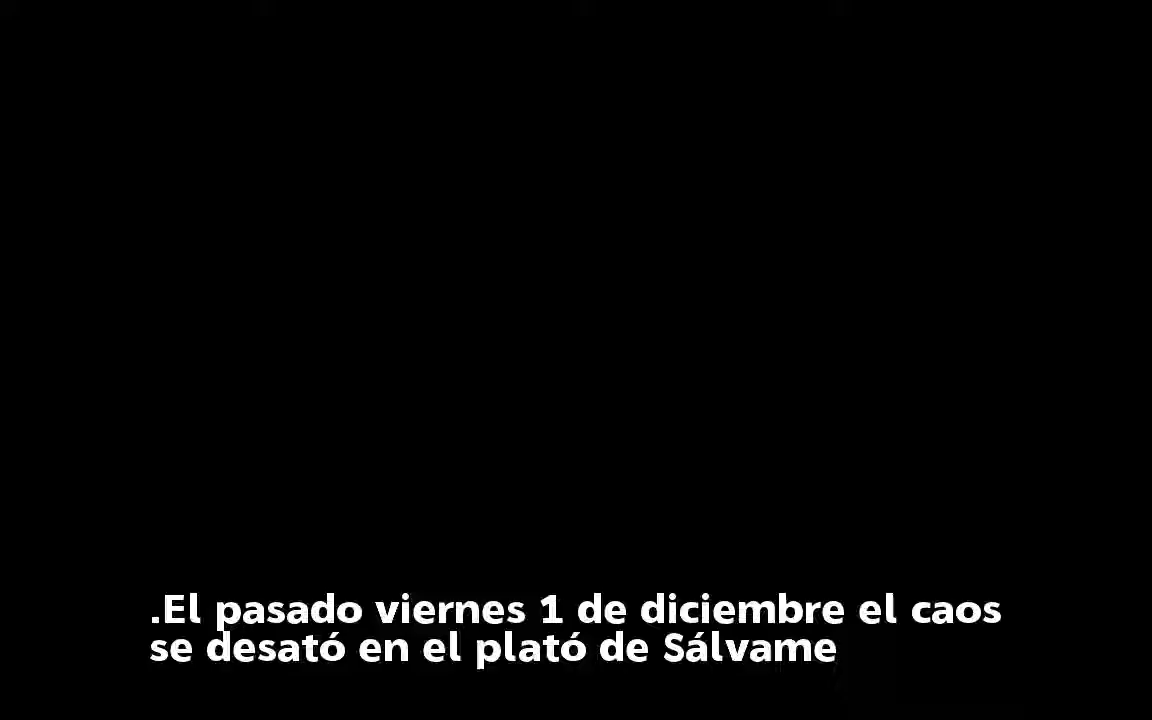 .El pasado viernes 1 de diciembre el caos
se desató en el plató de Sálvame